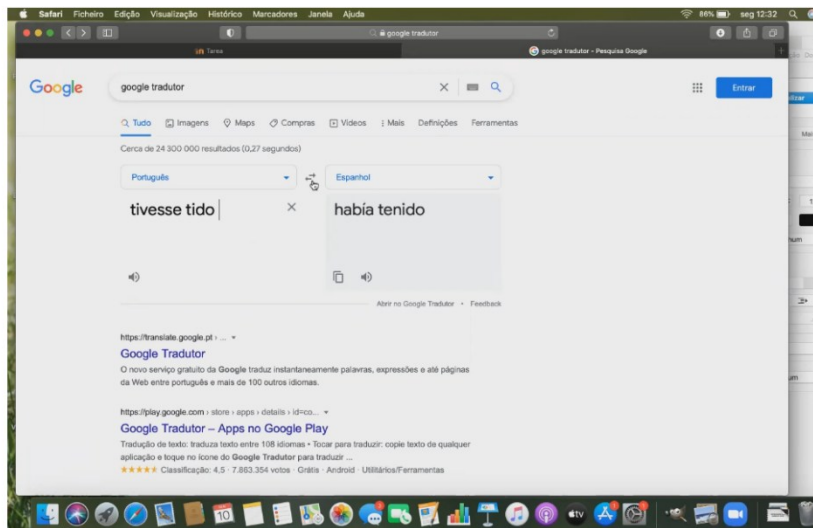 Safari Ficheiro Edição Visualização Histórico Marcadores Janela Ajuda
86% seg 12:32
google tradutor
Tarea
google tradutor - Pesquisa Google
Google
google tradutor
Entrar
Tudo Imagens Maps Compras Vídeos Mais Definições Ferramentas
Cerca de 24 300 000 resultados (0,27 segundos)
Português
Espanhol
tivesse tido
había tenido
Abrir no Google Tradutor • Feedback
https://translate.google.pt › ...
Google Tradutor
O novo serviço gratuito da Google traduz instantaneamente palavras, expressões e até páginas
da Web entre português e mais de 100 outros idiomas.
https://play.google.com › store › apps › details › id=co...
Google Tradutor – Apps no Google Play
Tradução de texto: traduza texto entre 108 idiomas • Tocar para traduzir: copie texto de qualquer
aplicação e toque no ícone do Google Tradutor para traduzir ...
Classificação: 4,5 · 7.863.354 votos · Grátis · Android · Utilitários/Ferramentas
10
tv